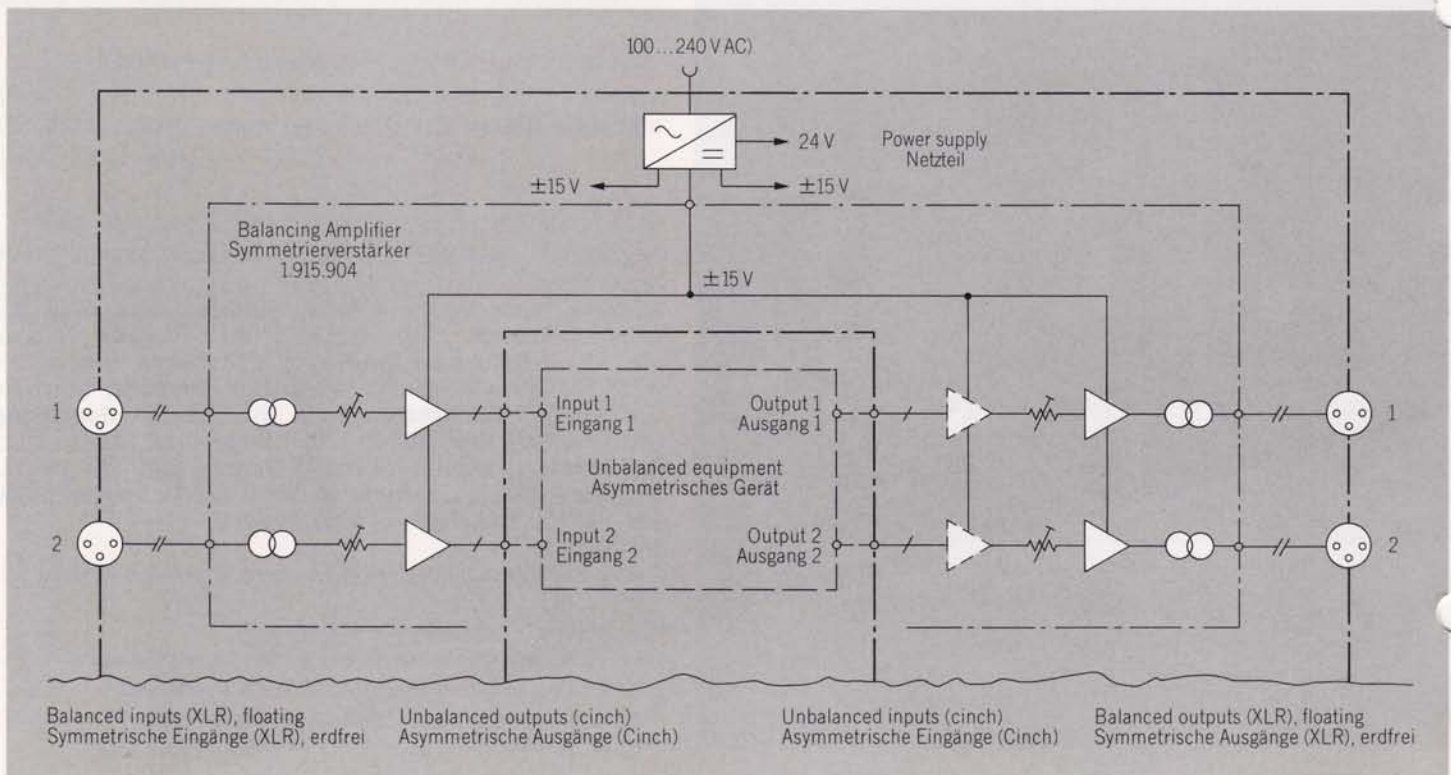 100...240 V AC)
24 V
Power supply
Netzteil
±15 V
±15 V
Balancing Amplifier
Symmetrierverstärker
1.915.904
±15 V
1
Input 1
Eingang 1
Output 1
Ausgang 1
1
Unbalanced equipment
Asymmetrisches Gerät
2
Input 2
Eingang 2
Output 2
Ausgang 2
2
Balanced inputs (XLR), floating
Symmetrische Eingänge (XLR), erdfrei
Unbalanced outputs (cinch)
Asymmetrische Ausgänge (Cinch)
Unbalanced inputs (cinch)
Asymmetrische Eingänge (Cinch)
Balanced outputs (XLR), floating
Symmetrische Ausgänge (XLR), erdfrei